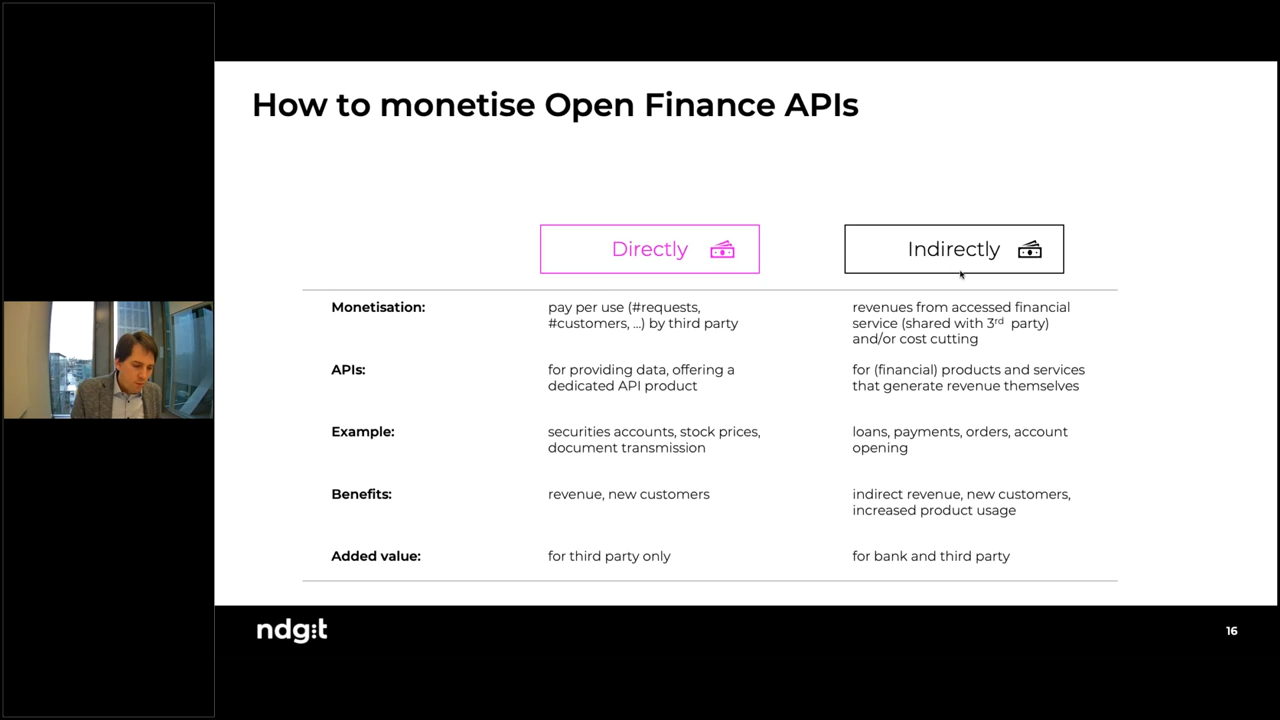 How to monetise Open Finance APIs
Directly
Indirectly
Monetisation:
pay per use (#requests,
#customers, ...) by third party
revenues from accessed financial
service (shared with 3rd party)
and/or cost cutting
APIs:
for providing data, offering a
dedicated API product
for (financial) products and services
that generate revenue themselves
Example:
securities accounts, stock prices,
document transmission
loans, payments, orders, account
opening
Benefits:
revenue, new customers
indirect revenue, new customers,
increased product usage
Added value:
for third party only
for bank and third party
ndgit
16